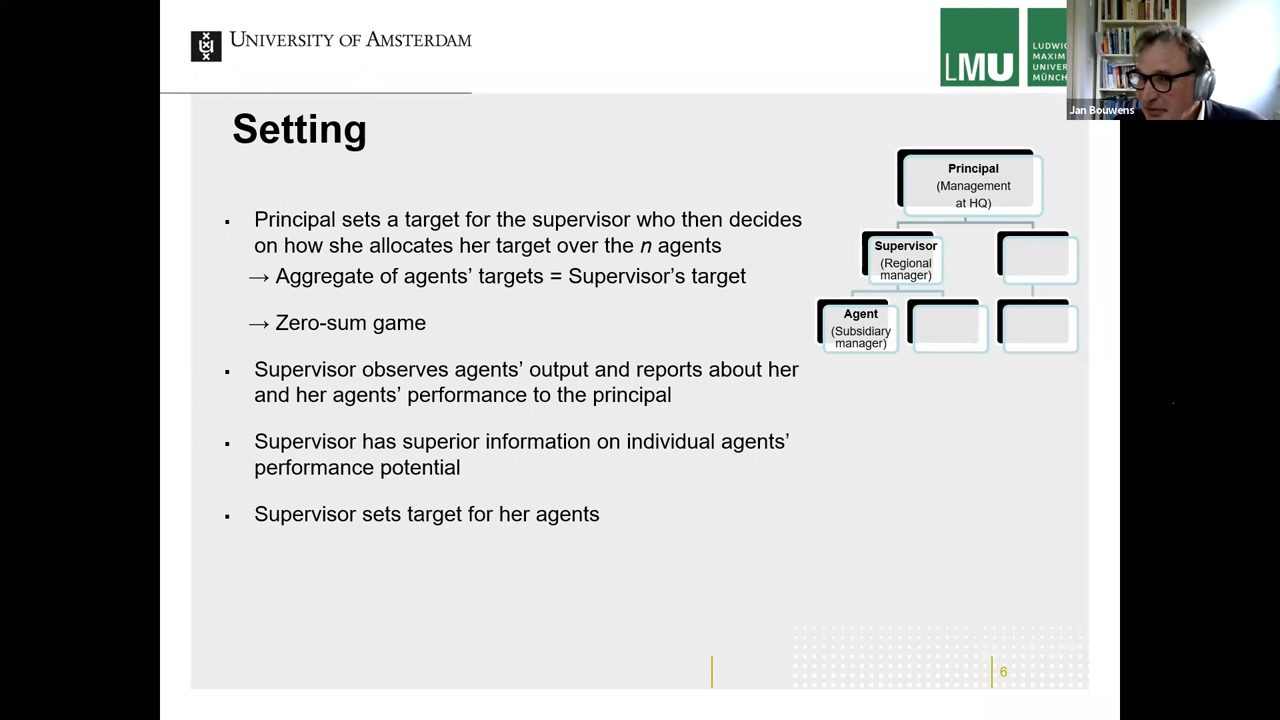 UNIVERSITY OF AMSTERDAM
LMU
LUDWIG
MAXIM
UNIVER
MÜNCH
Jan Bouwens
Setting
Principal
(Management
at HQ)
Supervisor
(Regional
manager)
Agent
(Subsidiary
manager)
▪ Principal sets a target for the supervisor who then decides
on how she allocates her target over the n agents
→ Aggregate of agents’ targets = Supervisor’s target
→ Zero-sum game
▪ Supervisor observes agents’ output and reports about her
and her agents’ performance to the principal
▪ Supervisor has superior information on individual agents’
performance potential
▪ Supervisor sets target for her agents
6